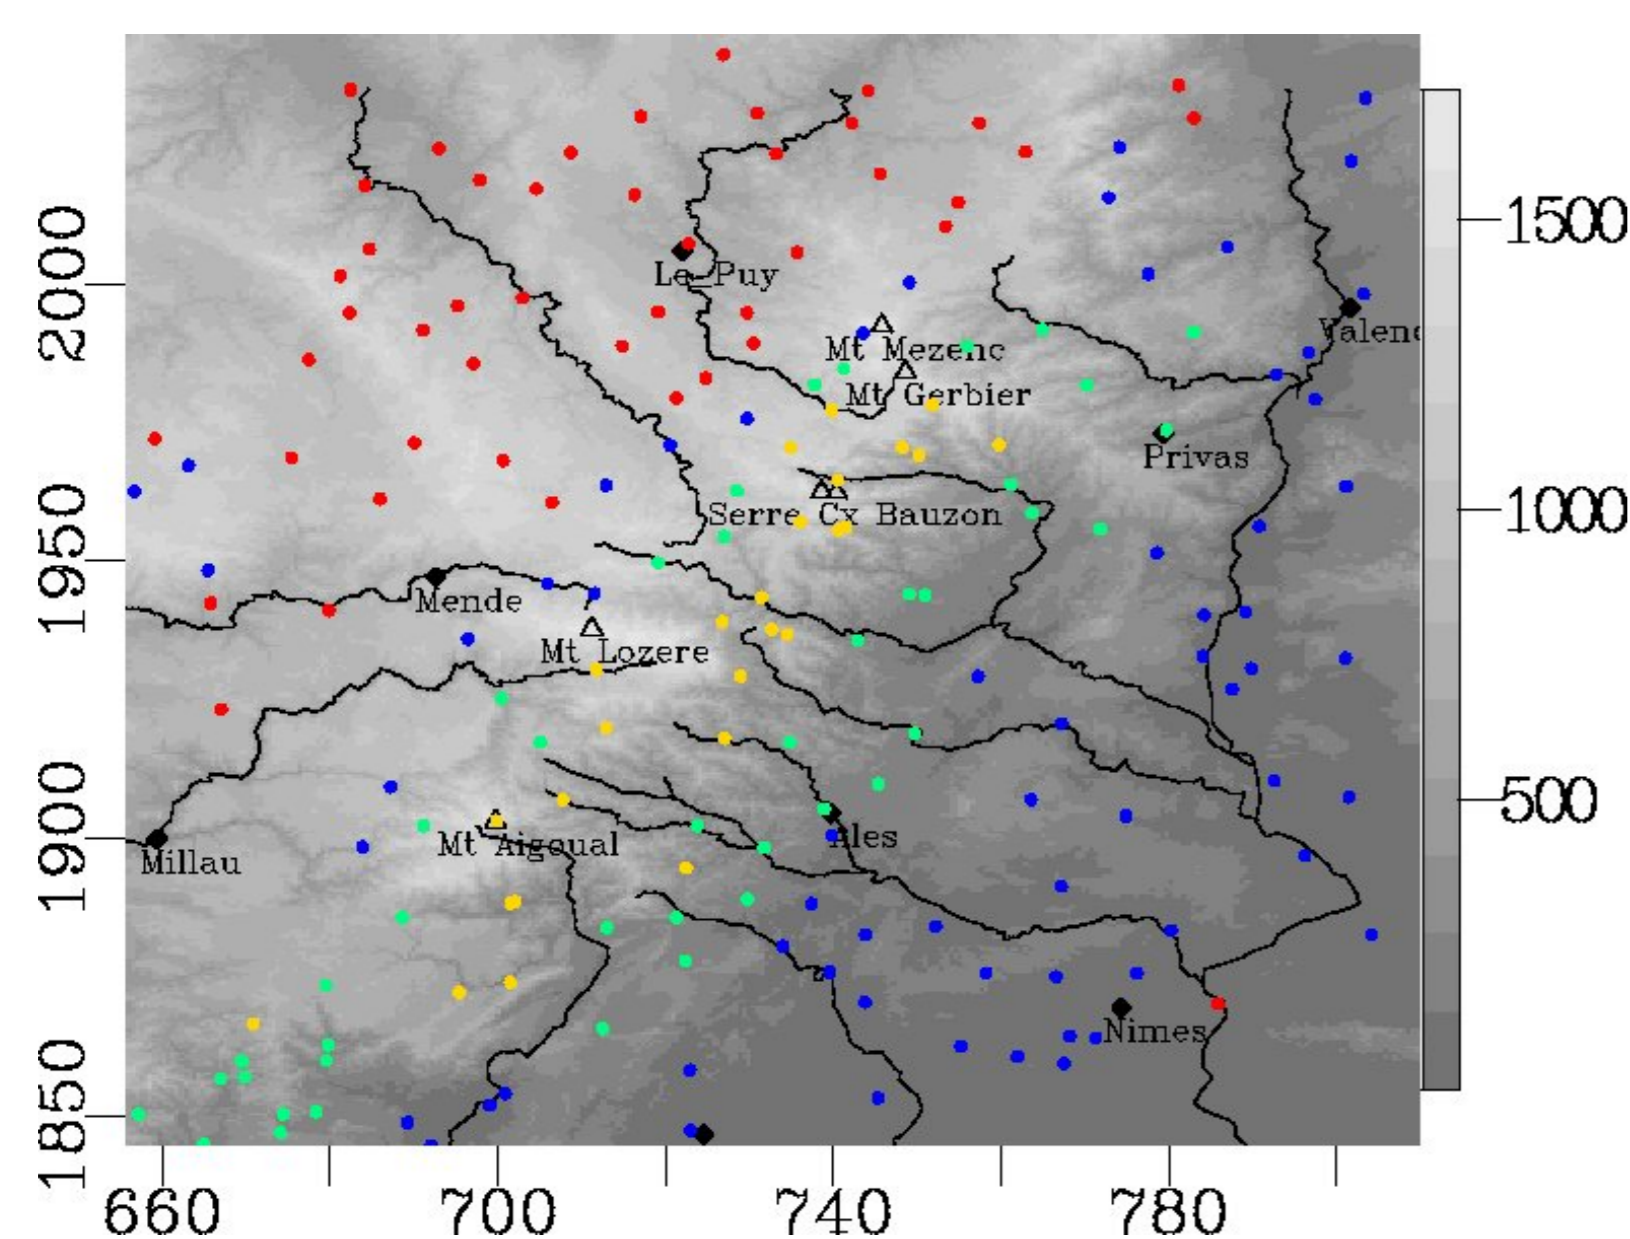 2000
1950
1900
1850
660
700
740
780
1500
1000
500
Le_Puy
Mt Mezenc
Valenc
Mt Gerbier
Privas
Serre Cx Bauzon
Mende
Mt Lozere
Mt Aigoual
Ales
Millau
Nimes